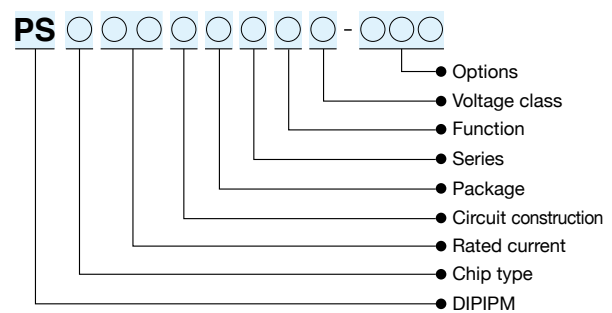 PS ○ ○○ ○ ○ ○ ○ ○ - ○○○
Options
Voltage class
Function
Series
Package
Circuit construction
Rated current
Chip type
DIPIPM